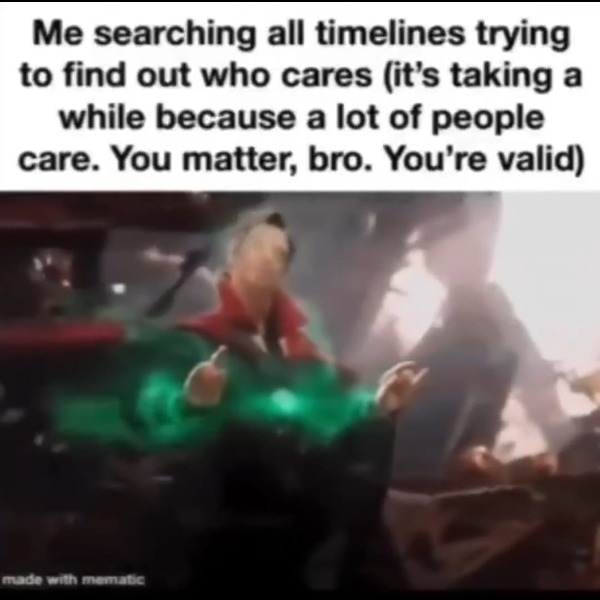 Me searching all timelines trying
to find out who cares (it's taking a
while because a lot of people
care. You matter, bro. You're valid)
made with mematic